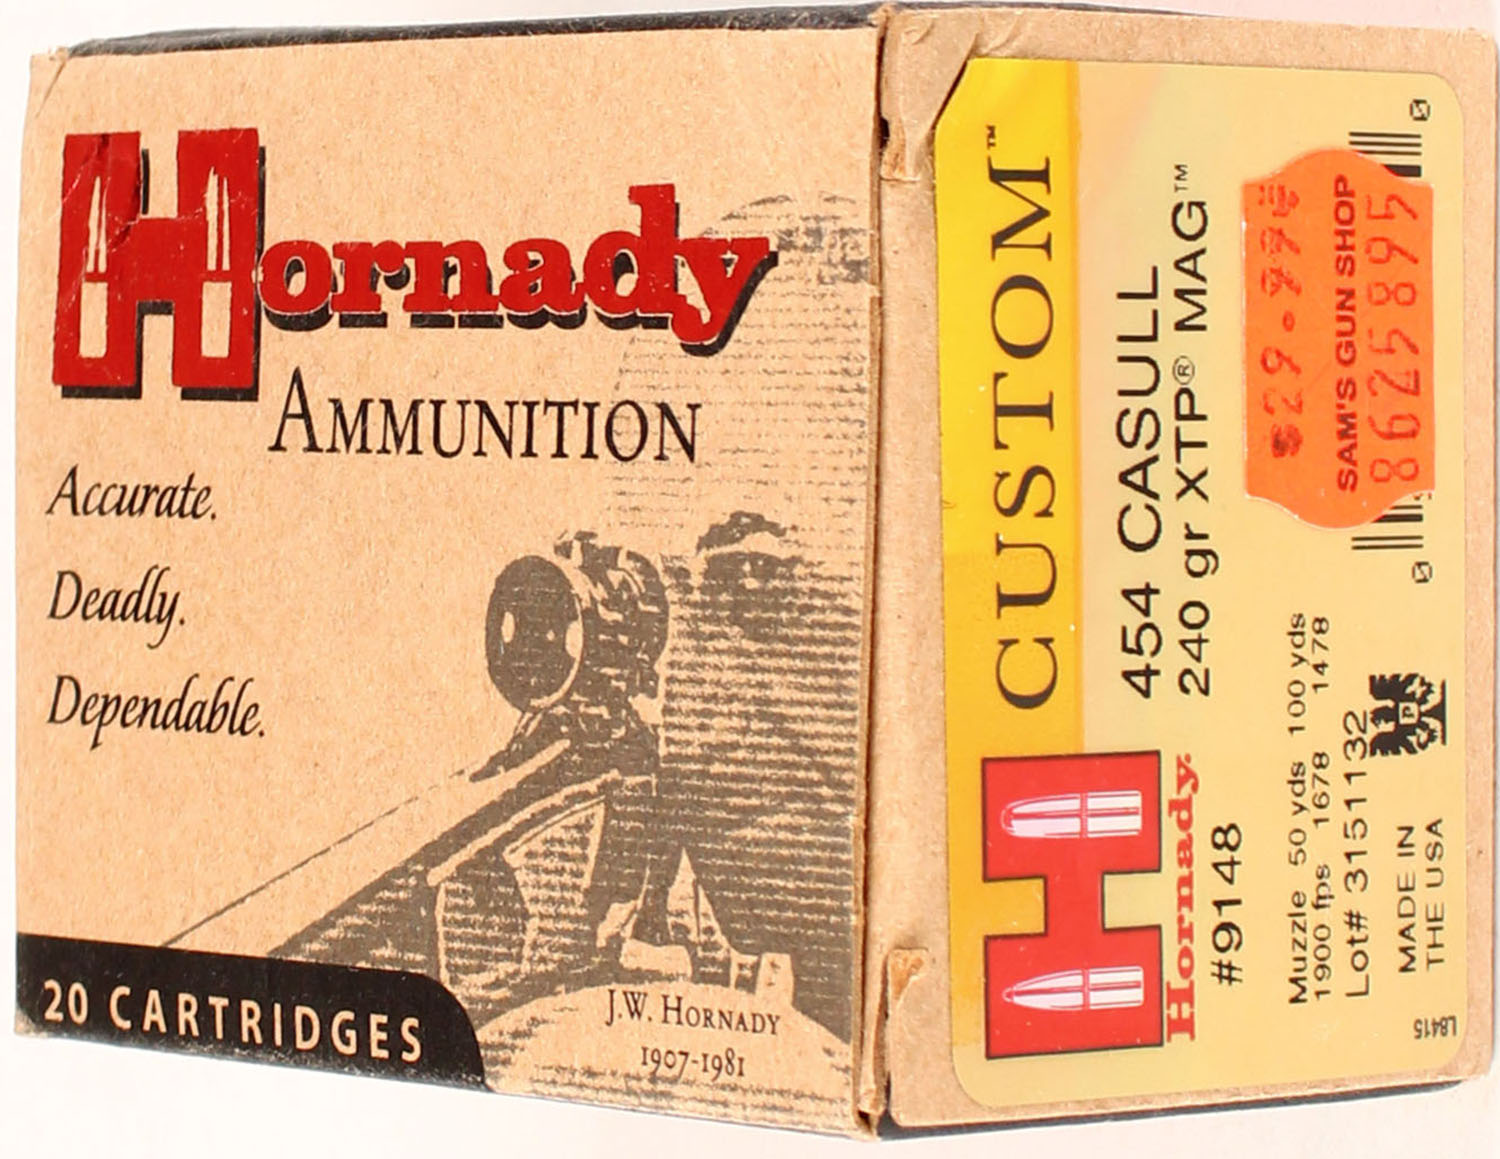 Hornady
AMMUNITION
Accurate.
Deadly.
Dependable.
20 CARTRIDGES
J.W. HORNADY
1907-1981
CUSTOM™
454 CASULL
240 gr XTP® MAG™
Hornady
#9148
Muzzle 50 yds 100 yds
1900 fps 1678 1478
Lot# 3151132
MADE IN
THE USA
L8415
SAM'S GUN SHOP
8625895
0
0